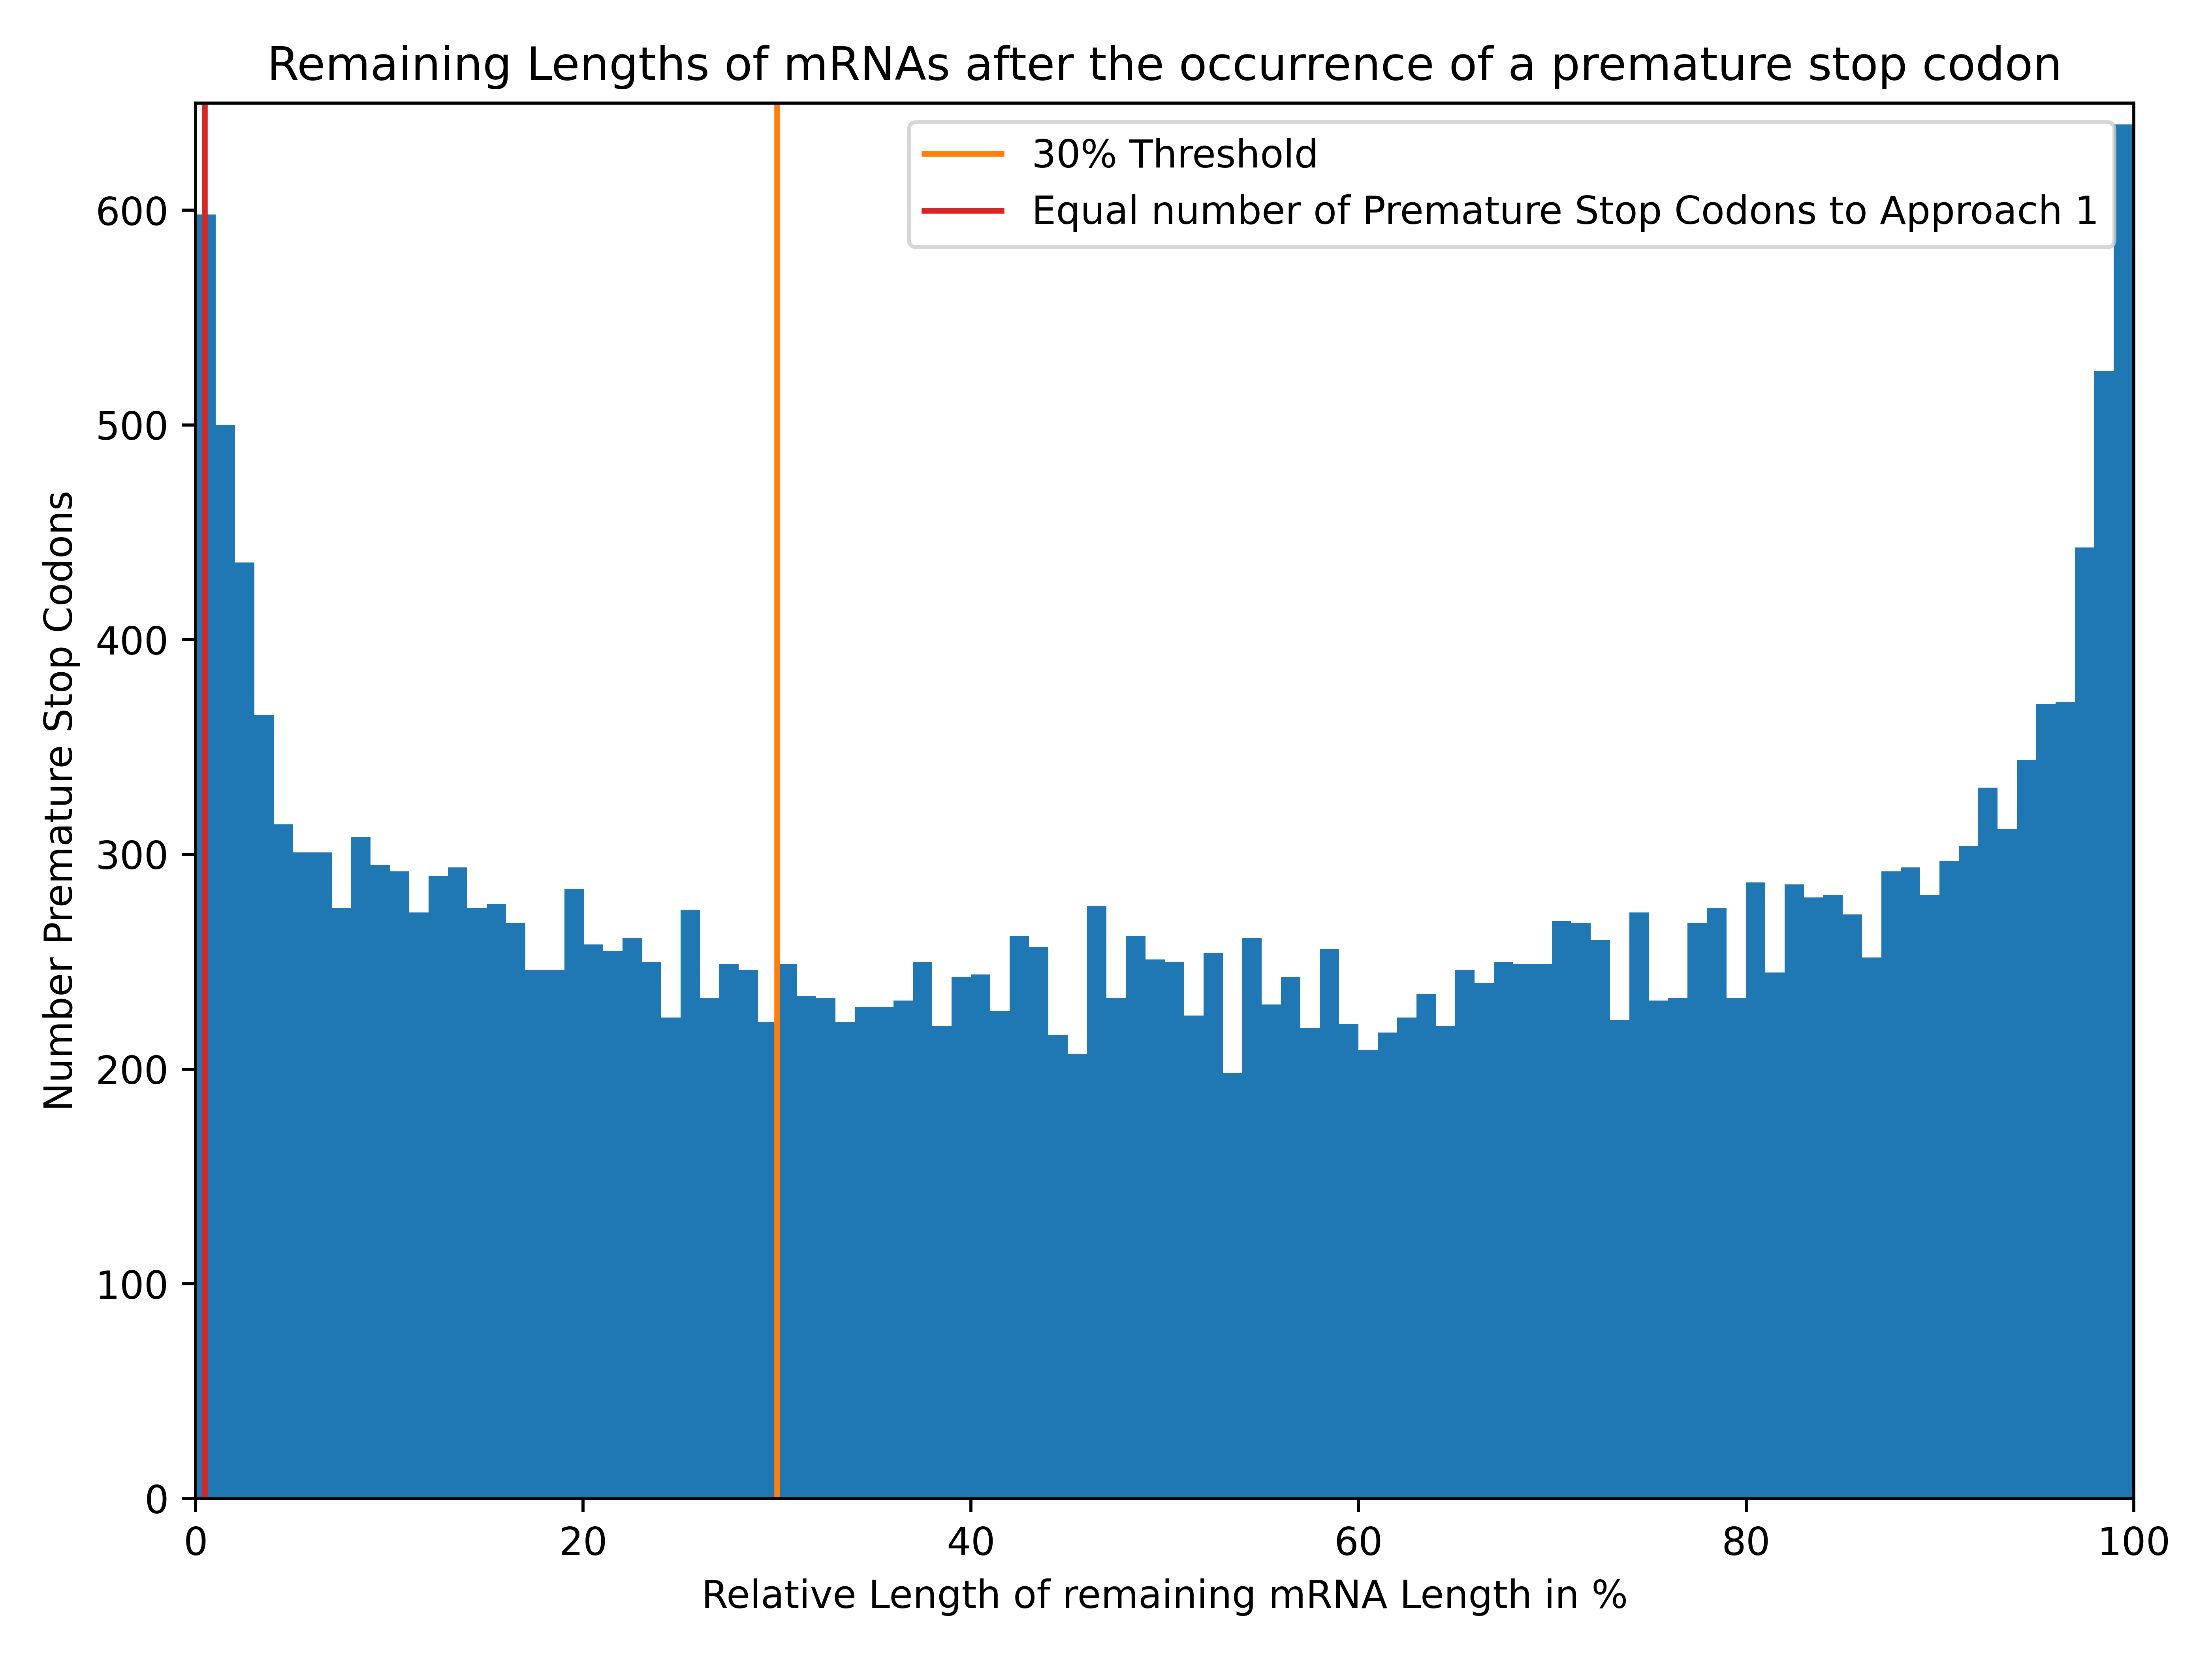 Remaining Lengths of mRNAs after the occurrence of a premature stop codon
30% Threshold
Equal number of Premature Stop Codons to Approach 1
Number Premature Stop Codons
600
500
400
300
200
100
0
0 20 40 60 80 100
Relative Length of remaining mRNA Length in %